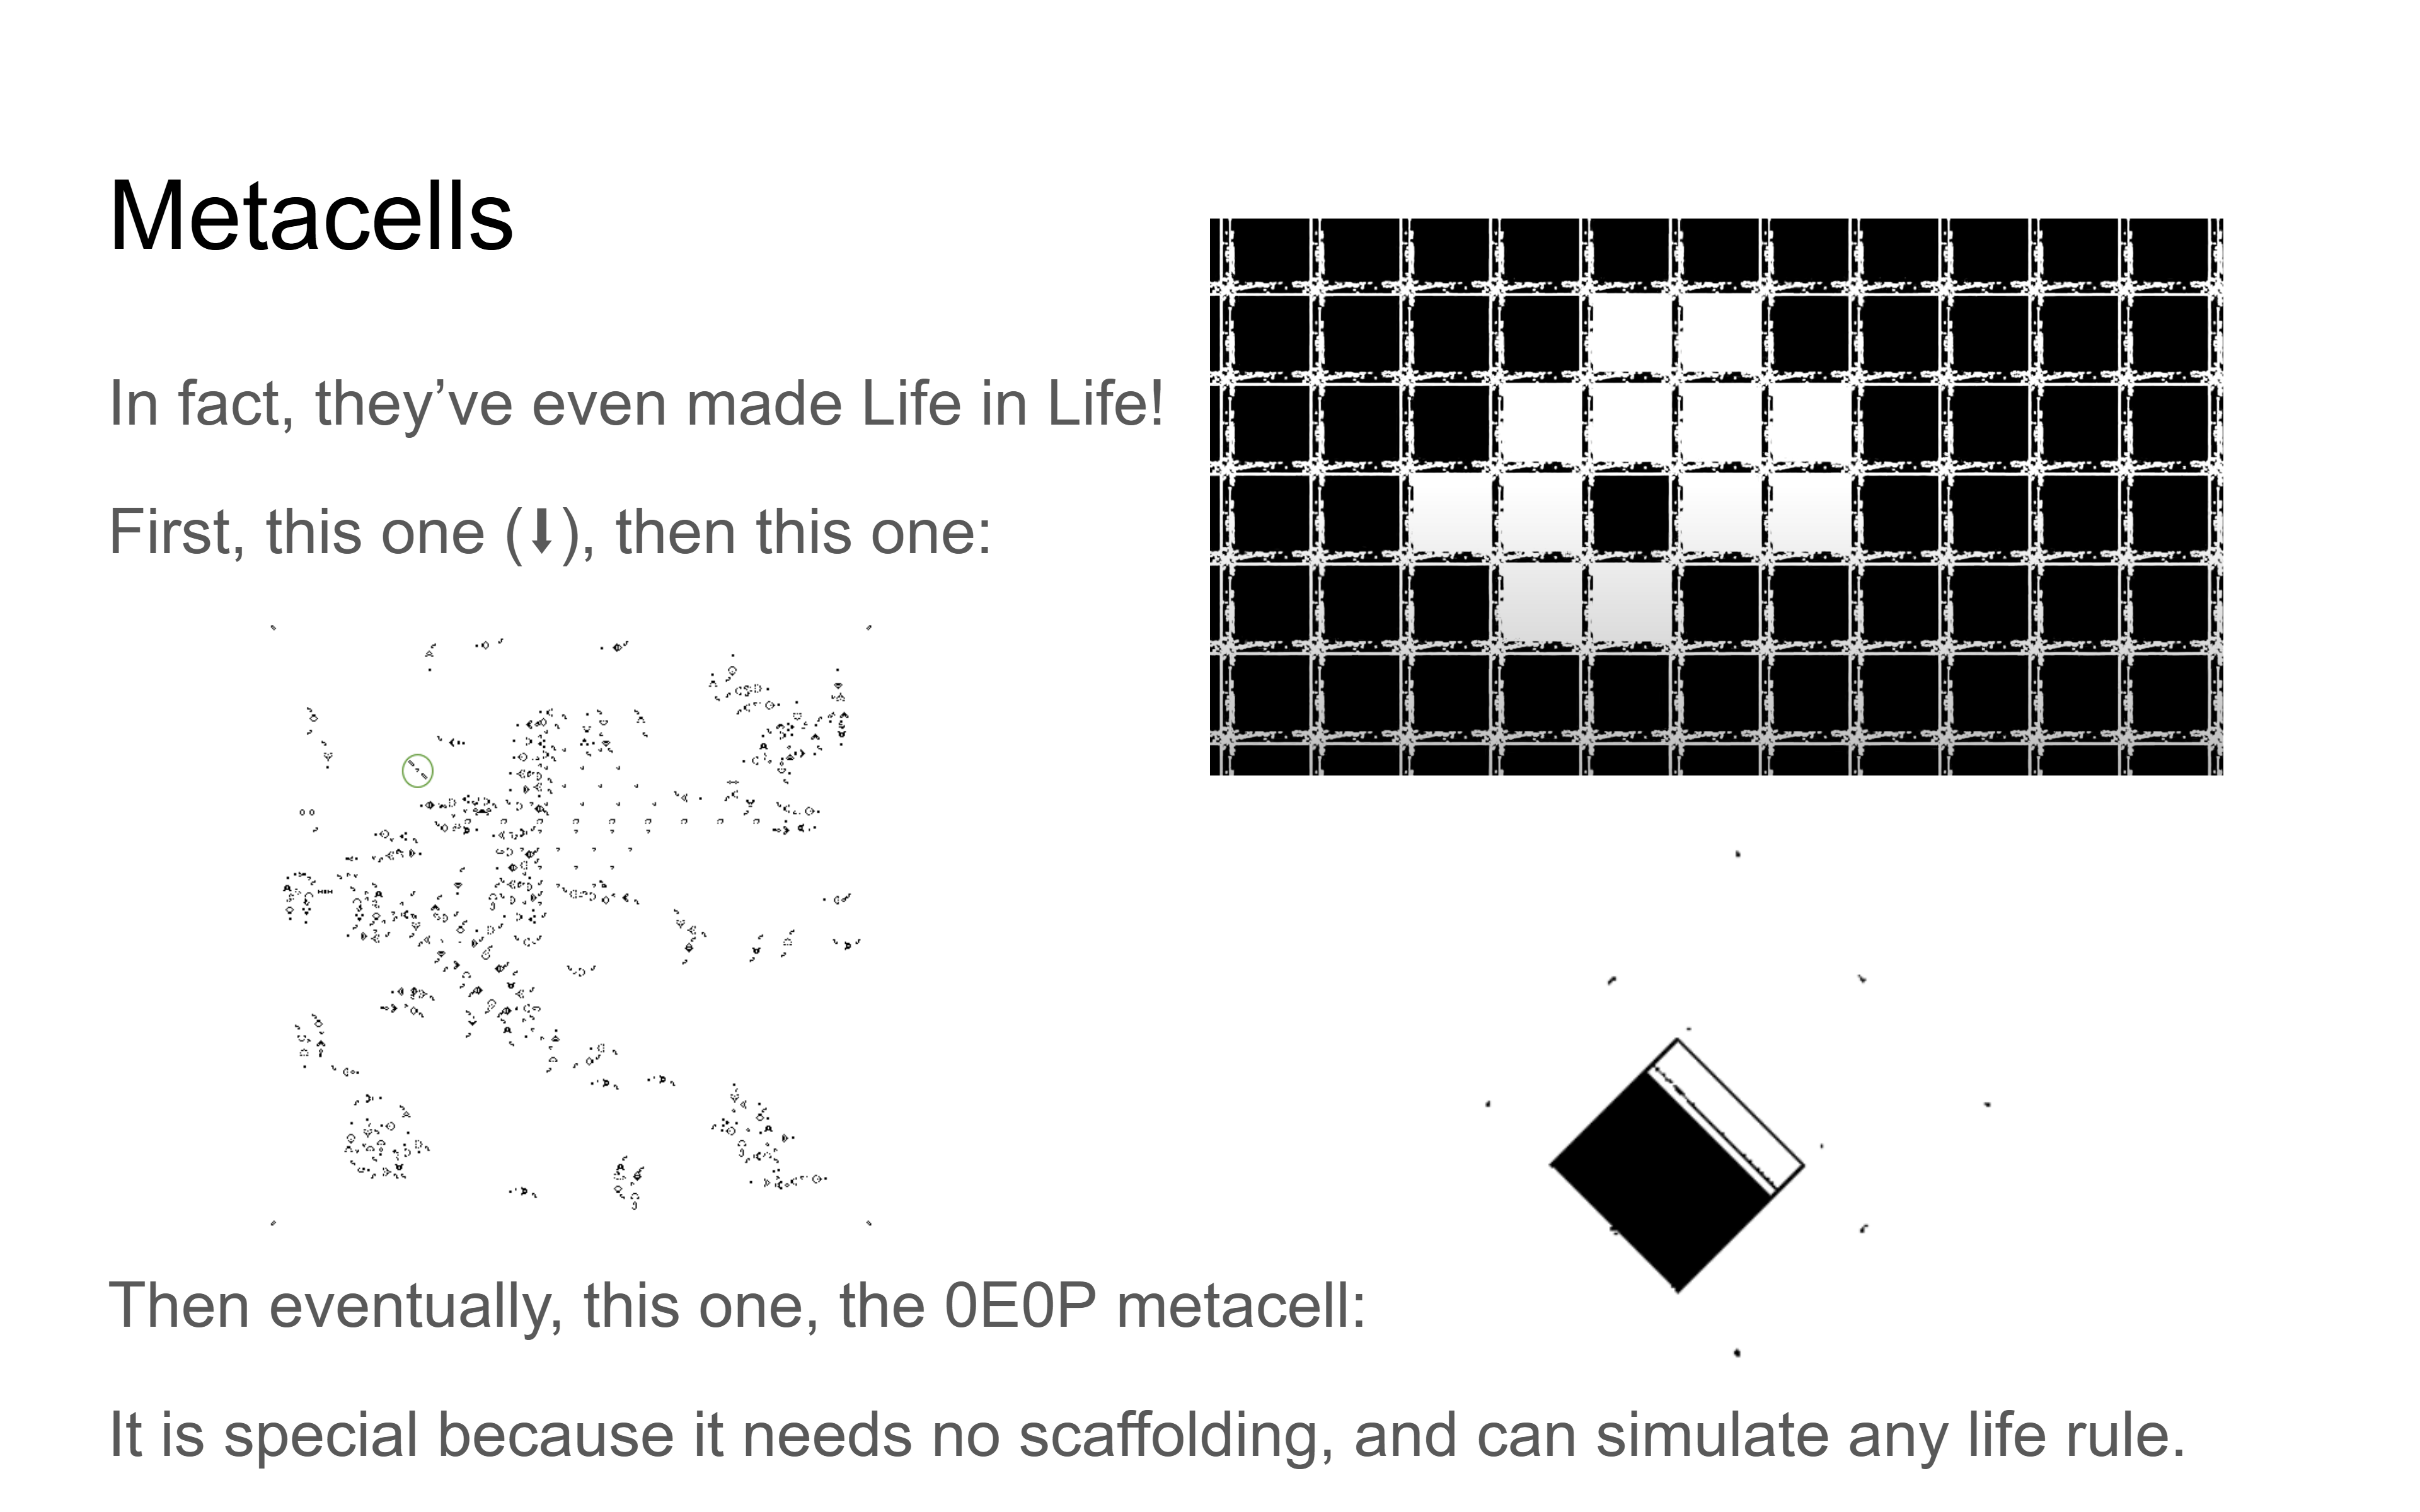 Metacells
In fact, they’ve even made Life in Life!
First, this one (⬇), then this one:
Then eventually, this one, the 0E0P metacell:
It is special because it needs no scaffolding, and can simulate any life rule.